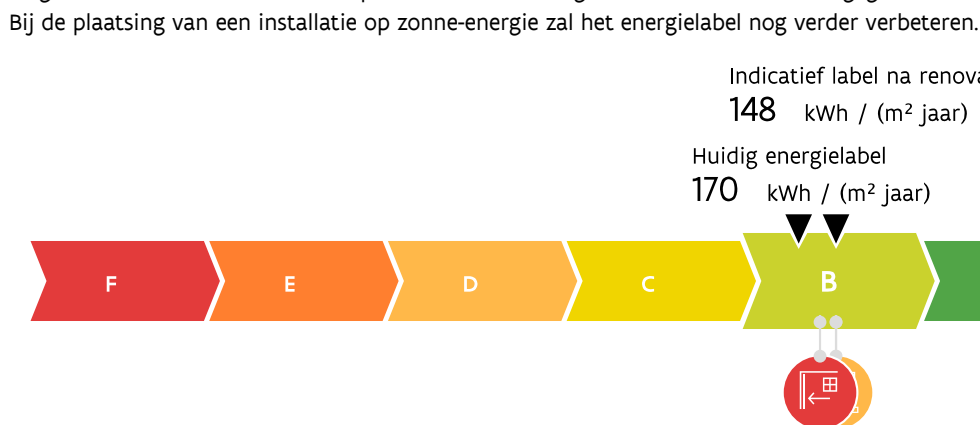 Bij de plaatsing van een installatie op zonne-energie zal het energielabel nog verder verbeteren.
Indicatief label na
148 kWh / (m² jaar)
Huidig energielabel
170 kWh / (m² jaar)
F E D C B